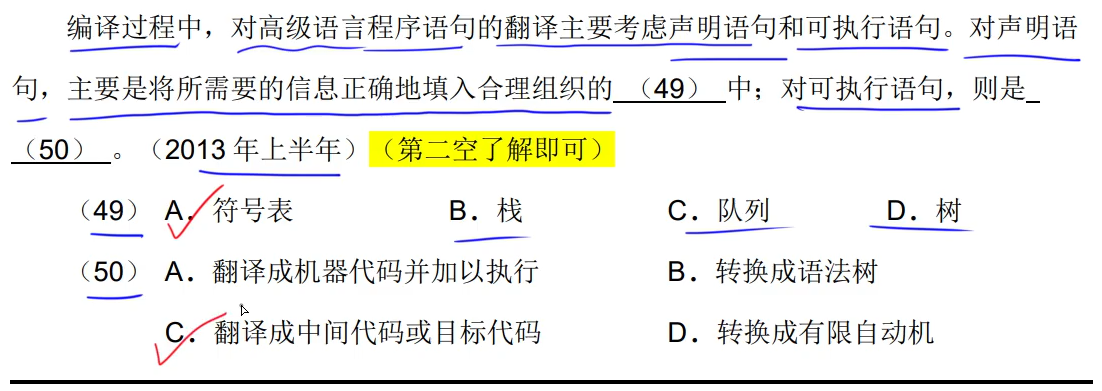 编译过程中，对高级语言程序语句的翻译主要考虑声明语句和可执行语句。对声明语
句，主要是将所需要的信息正确地填入合理组织的 （49） 中；对可执行语句，则是
（50） 。（2013 年上半年）（第二空了解即可）
（49） A．符号表 B．栈 C．队列 D．树
（50） A．翻译成机器代码并加以执行 B．转换成语法树
C．翻译成中间代码或目标代码 D．转换成有限自动机